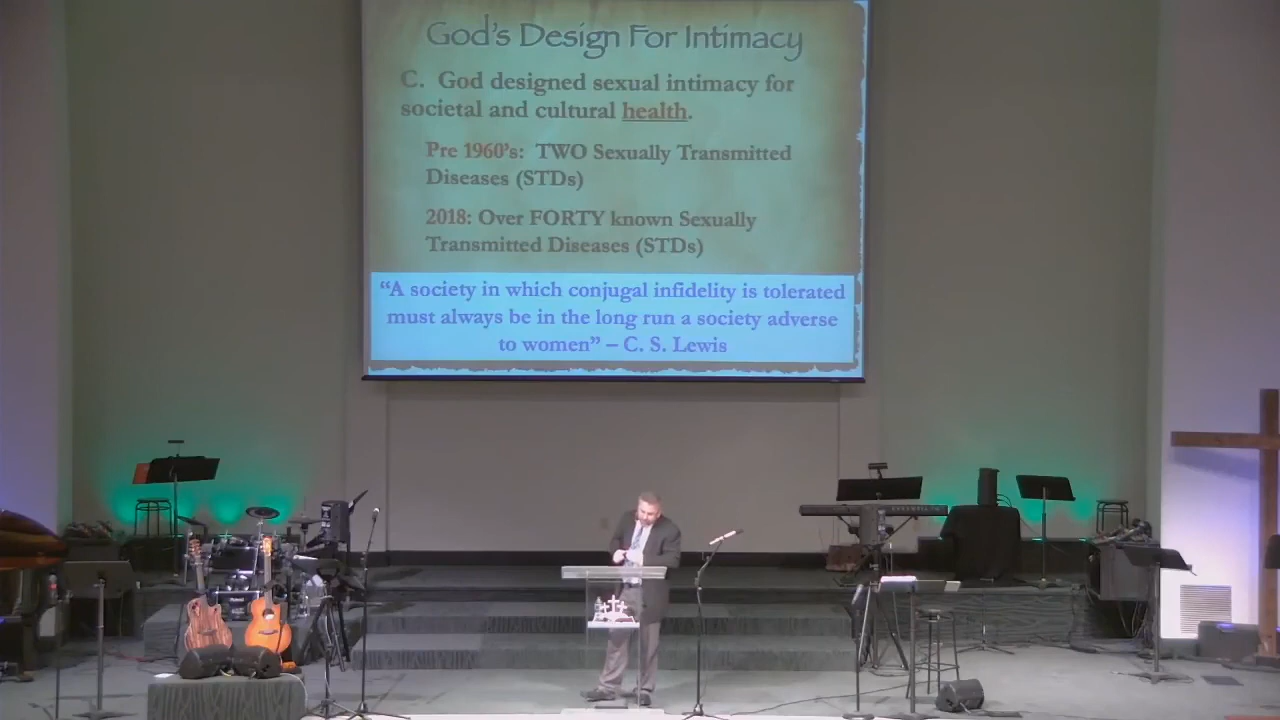 God's Design For Intimacy
C. God designed sexual intimacy for
societal and cultural health.
Pre 1960's: TWO Sexually Transmitted
Diseases (STDs)
2018: Over FORTY known Sexually
Transmitted Diseases (STDs)
“A society in which conjugal infidelity is tolerated
must always be in the long run a society adverse
to women” – C. S. Lewis